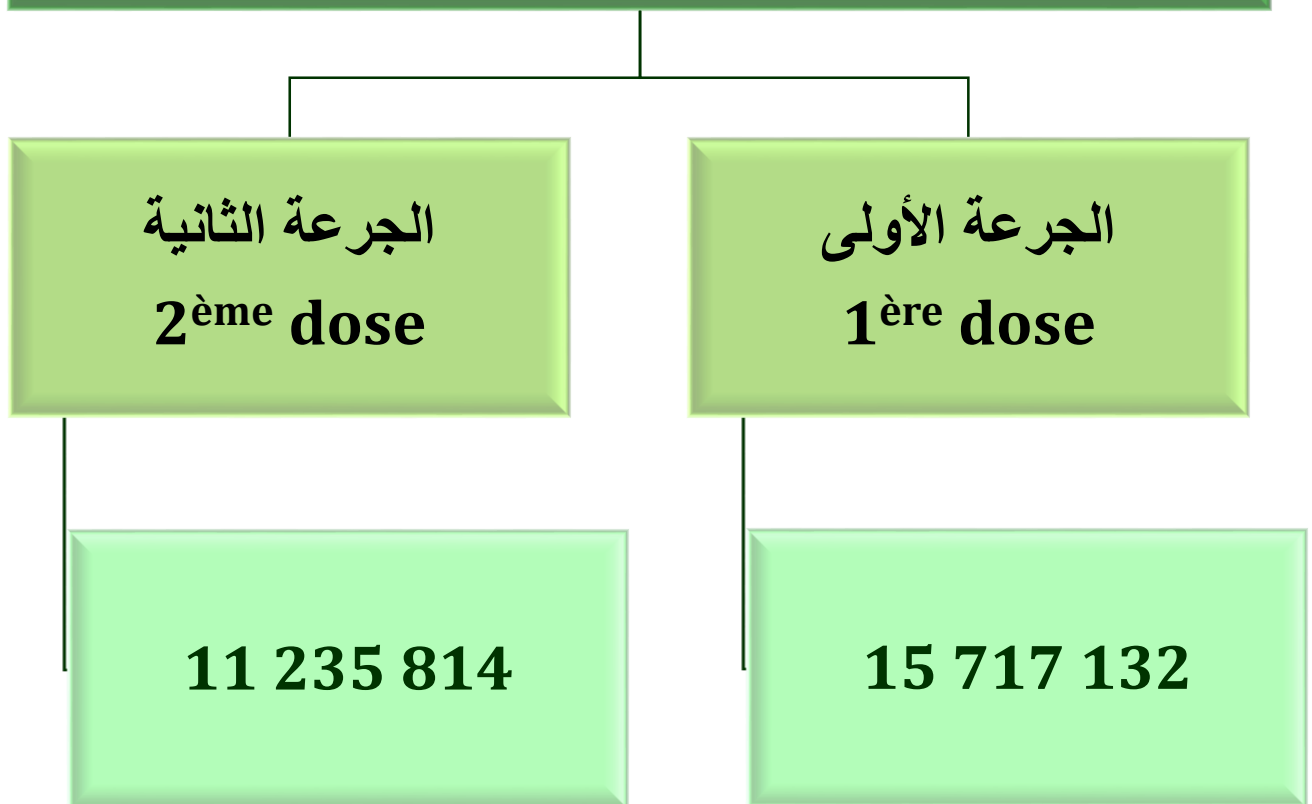 الجرعة الأولى
1ère dose
15 717 132
الجرعة الثانية
2ème dose
11 235 814